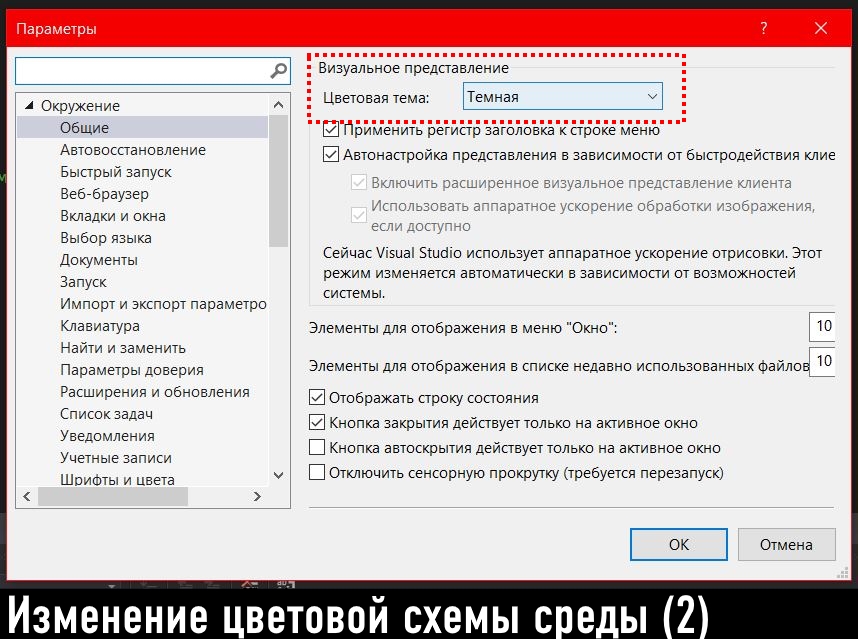 Параметры
?
Визуальное представление
Цветовая тема:
Темная
Применить регистр заголовка к строке меню
Автонастройка представления в зависимости от быстродействия клие
Включить расширенное визуальное представление клиента
Использовать аппаратное ускорение обработки изображения,
если доступно
Сейчас Visual Studio использует аппаратное ускорение отрисовки. Этот
режим изменяется автоматически в зависимости от возможностей
системы.
Элементы для отображения в меню "Окно":
10
Элементы для отображения в списке недавно использованных файлов
10
Отображать строку состояния
Кнопка закрытия действует только на активное окно
Кнопка автоскрытия действует только на активное окно
Отключить сенсорную прокрутку (требуется перезапуск)
Окружение
Общие
Автовосстановление
Быстрый запуск
Веб-браузер
Вкладки и окна
Выбор языка
Документы
Запуск
Импорт и экспорт параметро
Клавиатура
Найти и заменить
Параметры доверия
Расширения и обновления
Список задач
Уведомления
Учетные записи
Шрифты и цвета
ОК
Отмена
Изменение цветовой схемы среды (2)